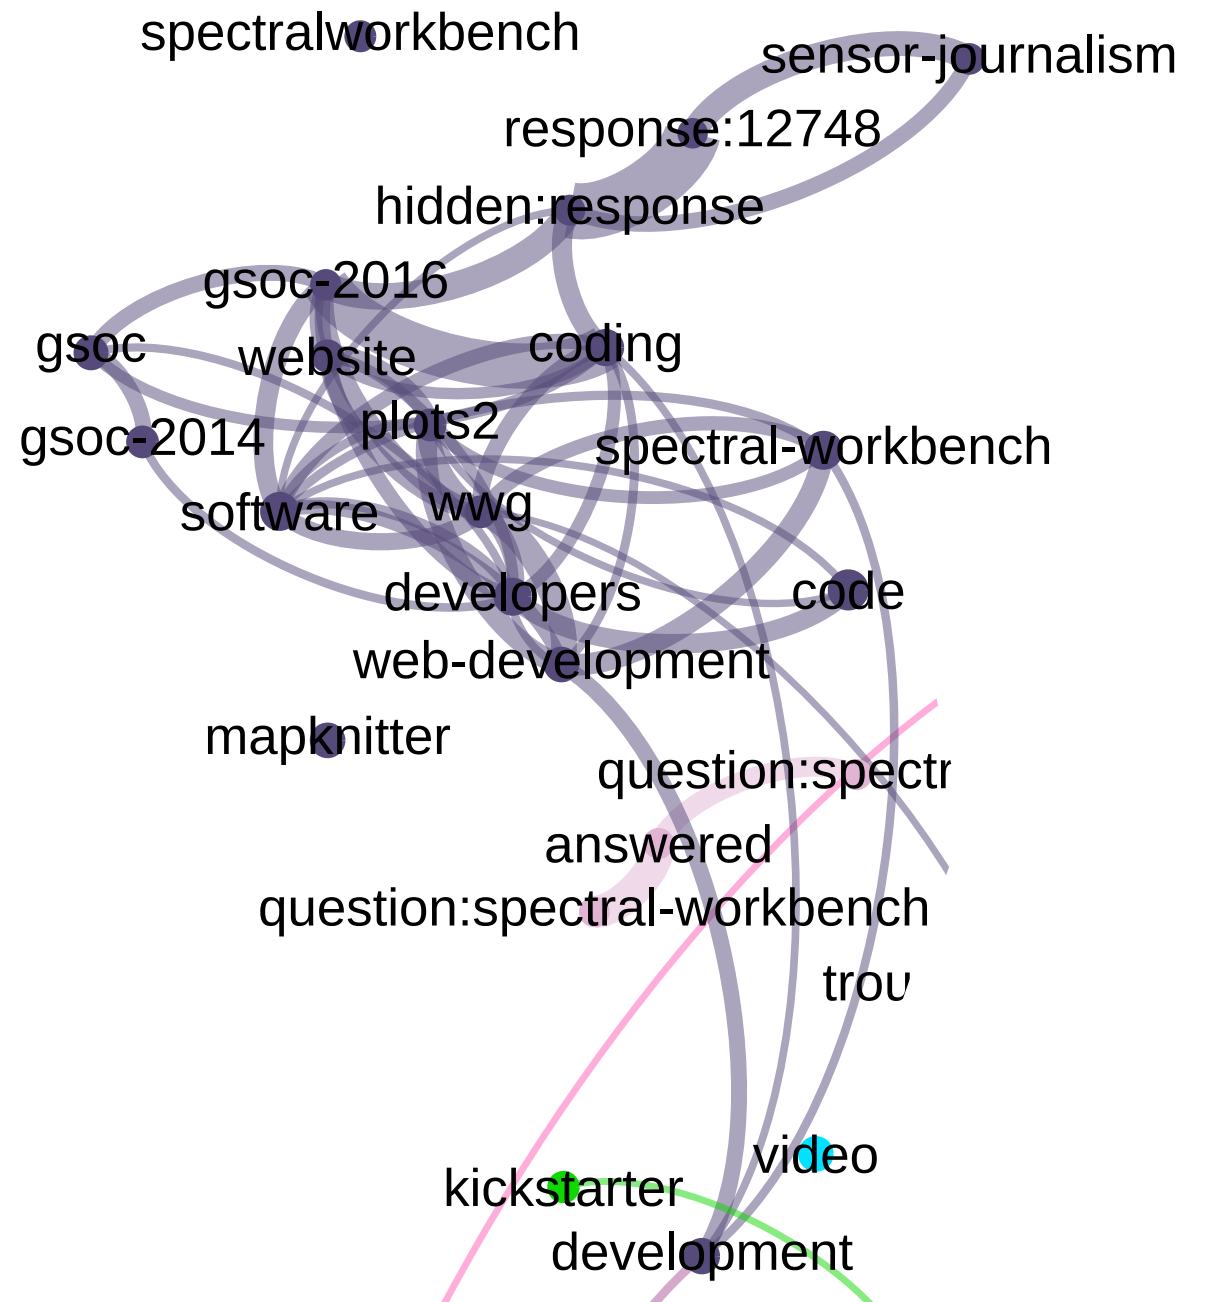 spectralworkbench
sensor-journalism
response:12748
hidden:response
gsoc-2016
gsoc
website
coding
plots2
gsoc-2014
spectral-workbench
software
wwg
developers
code
web-development
mapknitter
question:spectr
answered
question:spectral-workbench
trou
video
kickstarter
development